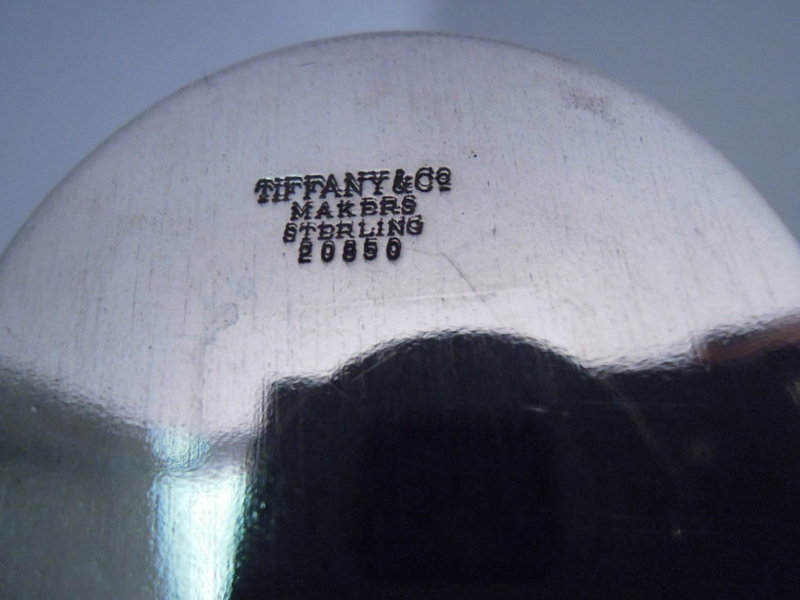 TIFFANY & Co
MAKERS
STERLING
20850